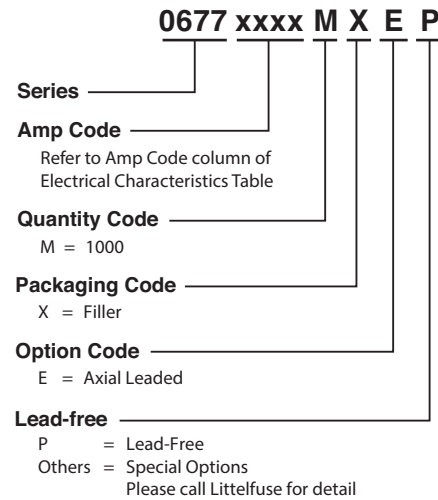 0677 xxxx M X E P
Series
Amp Code
Refer to Amp Code column of
Electrical Characteristics Table
Quantity Code
M = 1000
Packaging Code
X = Filler
Option Code
E = Axial Leaded
Lead-free
P = Lead-Free
Others = Special Options
Please call Littelfuse for detail